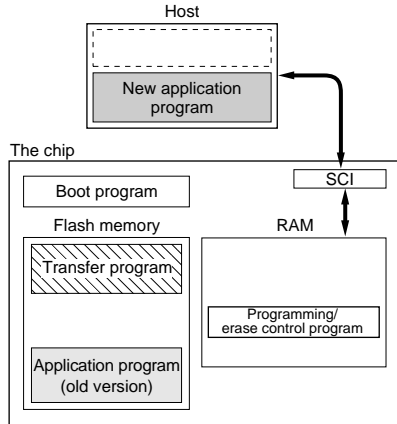 Host
New application
program
The chip
SCI
Boot program
Flash memory
RAM
Transfer program
Programming/
erase control program
Application program
(old version)